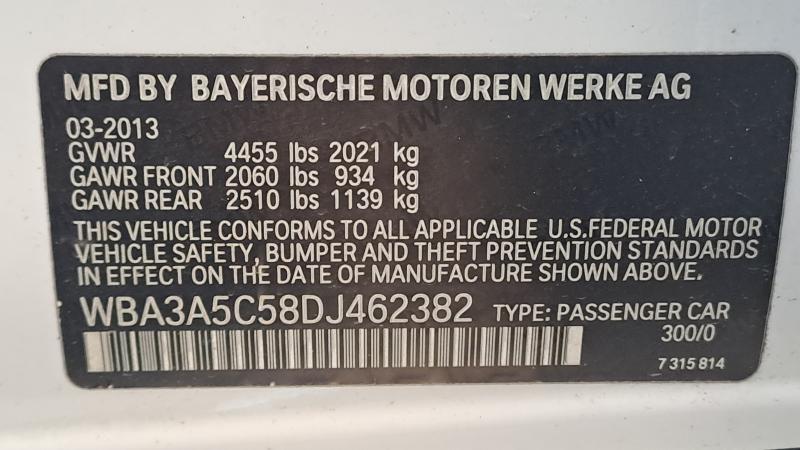 MFD BY BAYERISCHE MOTOREN WERKE AG
03-2013
GVWR 4455 lbs 2021 kg
GAWR FRONT 2060 lbs 934 kg
GAWR REAR 2510 lbs 1139 kg
THIS VEHICLE CONFORMS TO ALL APPLICABLE U.S.FEDERAL MOTOR
VEHICLE SAFETY, BUMPER AND THEFT PREVENTION STANDARDS
IN EFFECT ON THE DATE OF MANUFACTURE SHOWN ABOVE.
WBA3A5C58DJ462382 TYPE: PASSENGER CAR
300/0
7 315 814
BMW